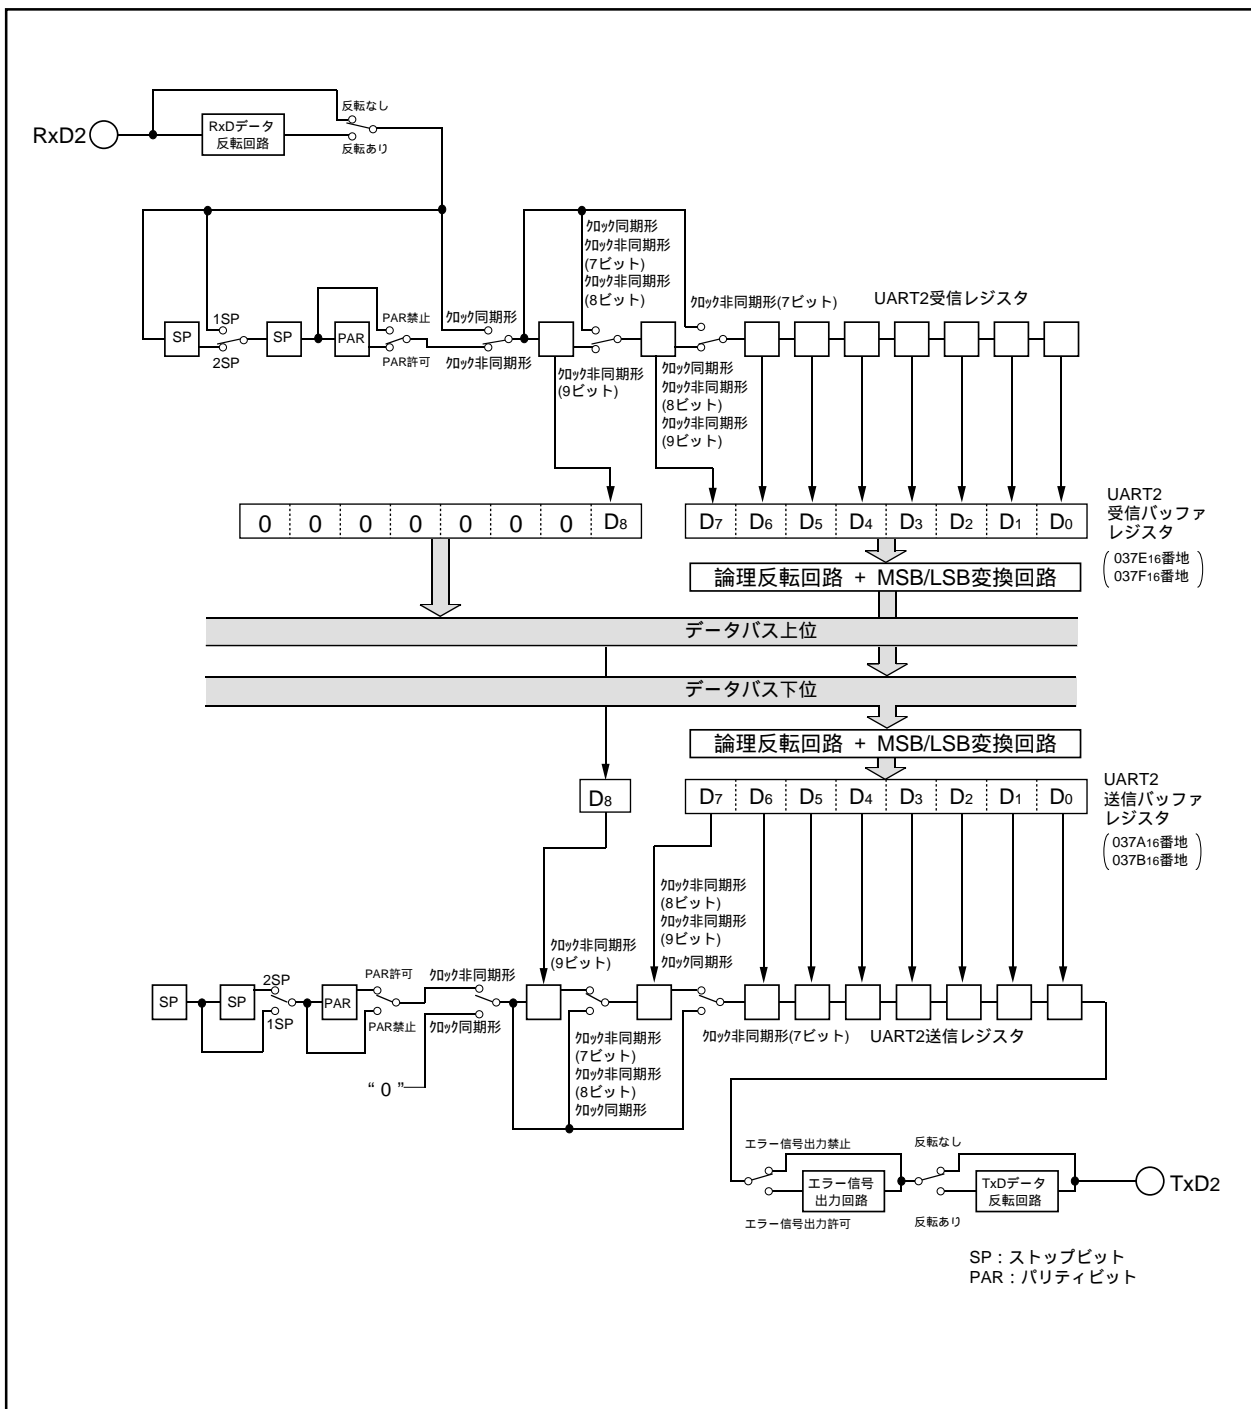 反転なし
RxD2
RxDデータ
反転回路
反転あり
クロック同期形
クロック非同期形
(7ビット)
クロック非同期形
(8ビット)
クロック非同期形(7ビット)
UART2受信レジスタ
SP
1SP
2SP
SP
PAR
PAR禁止
PAR許可
クロック同期形
クロック非同期形
クロック非同期形
(9ビット)
クロック同期形
クロック非同期形
(8ビット)
クロック非同期形
(9ビット)
0 0 0 0 0 0 0 D8
D7 D6 D5 D4 D3 D2 D1 D0
UART2
受信バッファ
レジスタ
(037E16番地
037F16番地)
論理反転回路 + MSB/LSB変換回路
データバス上位
データバス下位
論理反転回路 + MSB/LSB変換回路
D8
D7 D6 D5 D4 D3 D2 D1 D0
UART2
送信バッファ
レジスタ
(037A16番地
037B16番地)
クロック非同期形
(8ビット)
クロック非同期形
(9ビット)
クロック同期形
クロック非同期形
(9ビット)
SP
SP
2SP
1SP
PAR
PAR許可
PAR禁止
クロック非同期形
クロック同期形
“ 0 ”
クロック非同期形
(7ビット)
クロック非同期形
(8ビット)
クロック同期形
クロック非同期形(7ビット)
UART2送信レジスタ
エラー信号出力禁止
エラー信号
出力回路
エラー信号出力許可
反転なし
TxDデータ
反転回路
反転あり
TxD2
SP：ストップビット
PAR：パリティビット